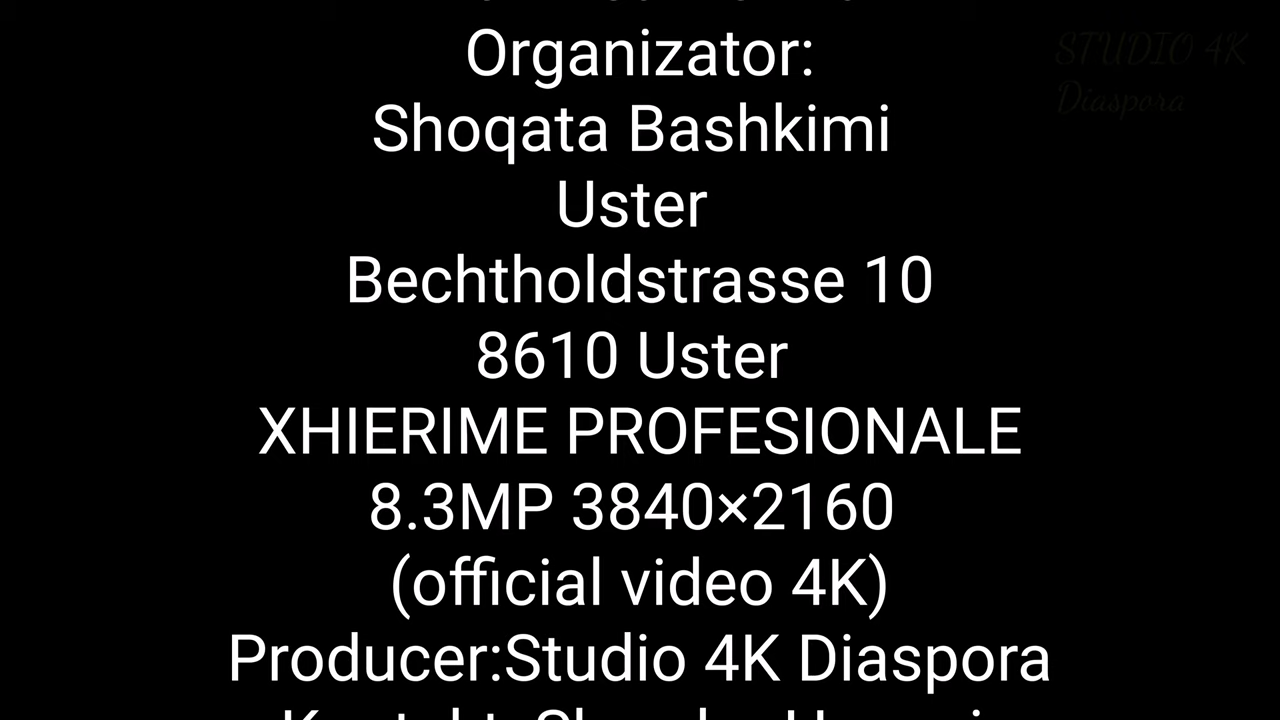 Organizator:
Shoqata Bashkimi
Uster
Bechtholdstrasse 10
8610 Uster
XHIERIME PROFESIONALE
8.3MP 3840×2160
(official video 4K)
Producer:Studio 4K Diaspora
STUDIO 4K
Diaspora